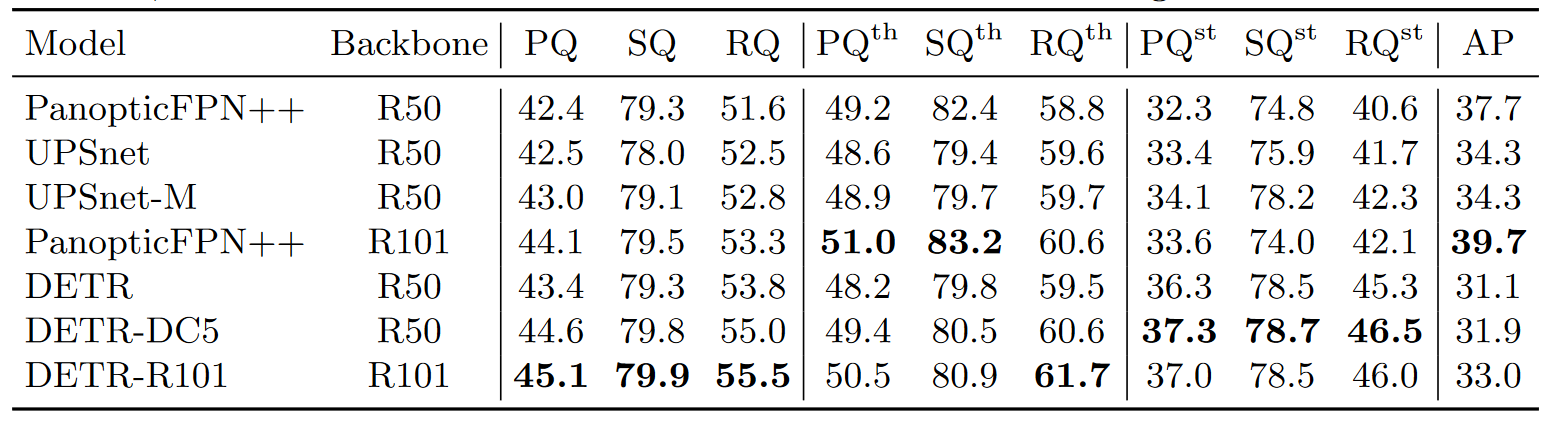 Model Backbone PQ SQ RQ PQ^th SQ^th RQ^th PQ^st SQ^st RQ^st AP
PanopticFPN++ R50 42.4 79.3 51.6 49.2 82.4 58.8 32.3 74.8 40.6 37.7
UPSnet R50 42.5 78.0 52.5 48.6 79.4 59.6 33.4 75.9 41.7 34.3
UPSnet-M R50 43.0 79.1 52.8 48.9 79.7 59.7 34.1 78.2 42.3 34.3
PanopticFPN++ R101 44.1 79.5 53.3 51.0 83.2 60.6 33.6 74.0 42.1 39.7
DETR R50 43.4 79.3 53.8 48.2 79.8 59.5 36.3 78.5 45.3 31.1
DETR-DC5 R50 44.6 79.8 55.0 49.4 80.5 60.6 37.3 78.7 46.5 31.9
DETR-R101 R101 45.1 79.9 55.5 50.5 80.9 61.7 37.0 78.5 46.0 33.0